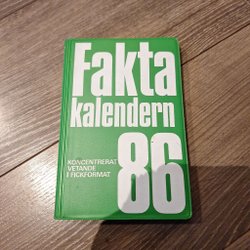 Fakta
kalendern
86
KONCENTRERAT
VETANDE
I FICKFORMAT